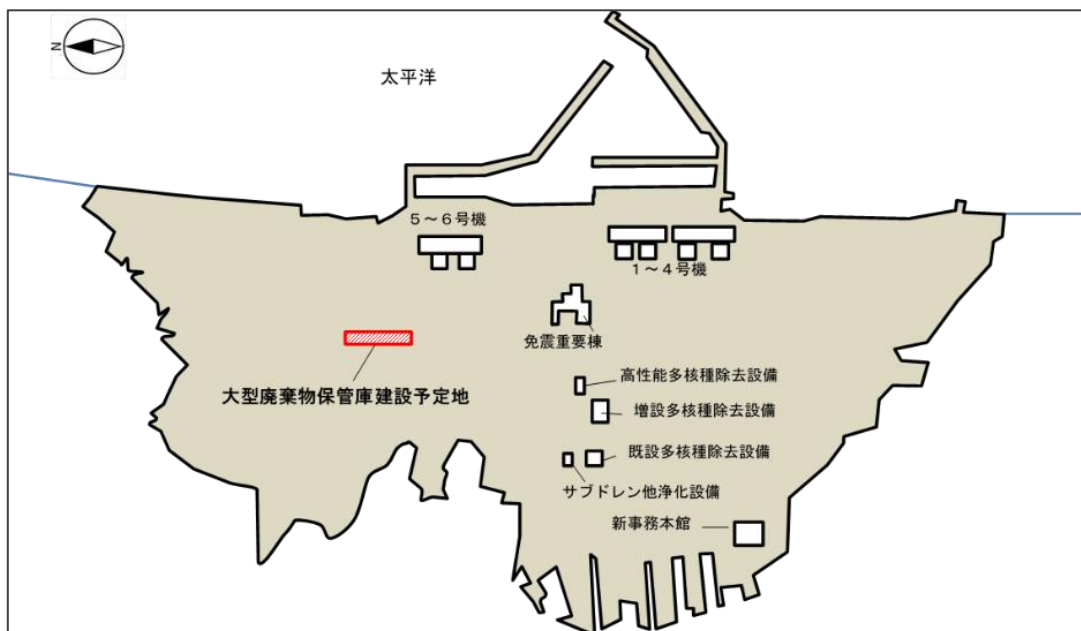 N
太平洋
5～6号機
1～4号機
免震重要棟
大型廃棄物保管庫建設予定地
高性能多核種除去設備
増設多核種除去設備
既設多核種除去設備
サブドレン他浄化設備
新事務本館